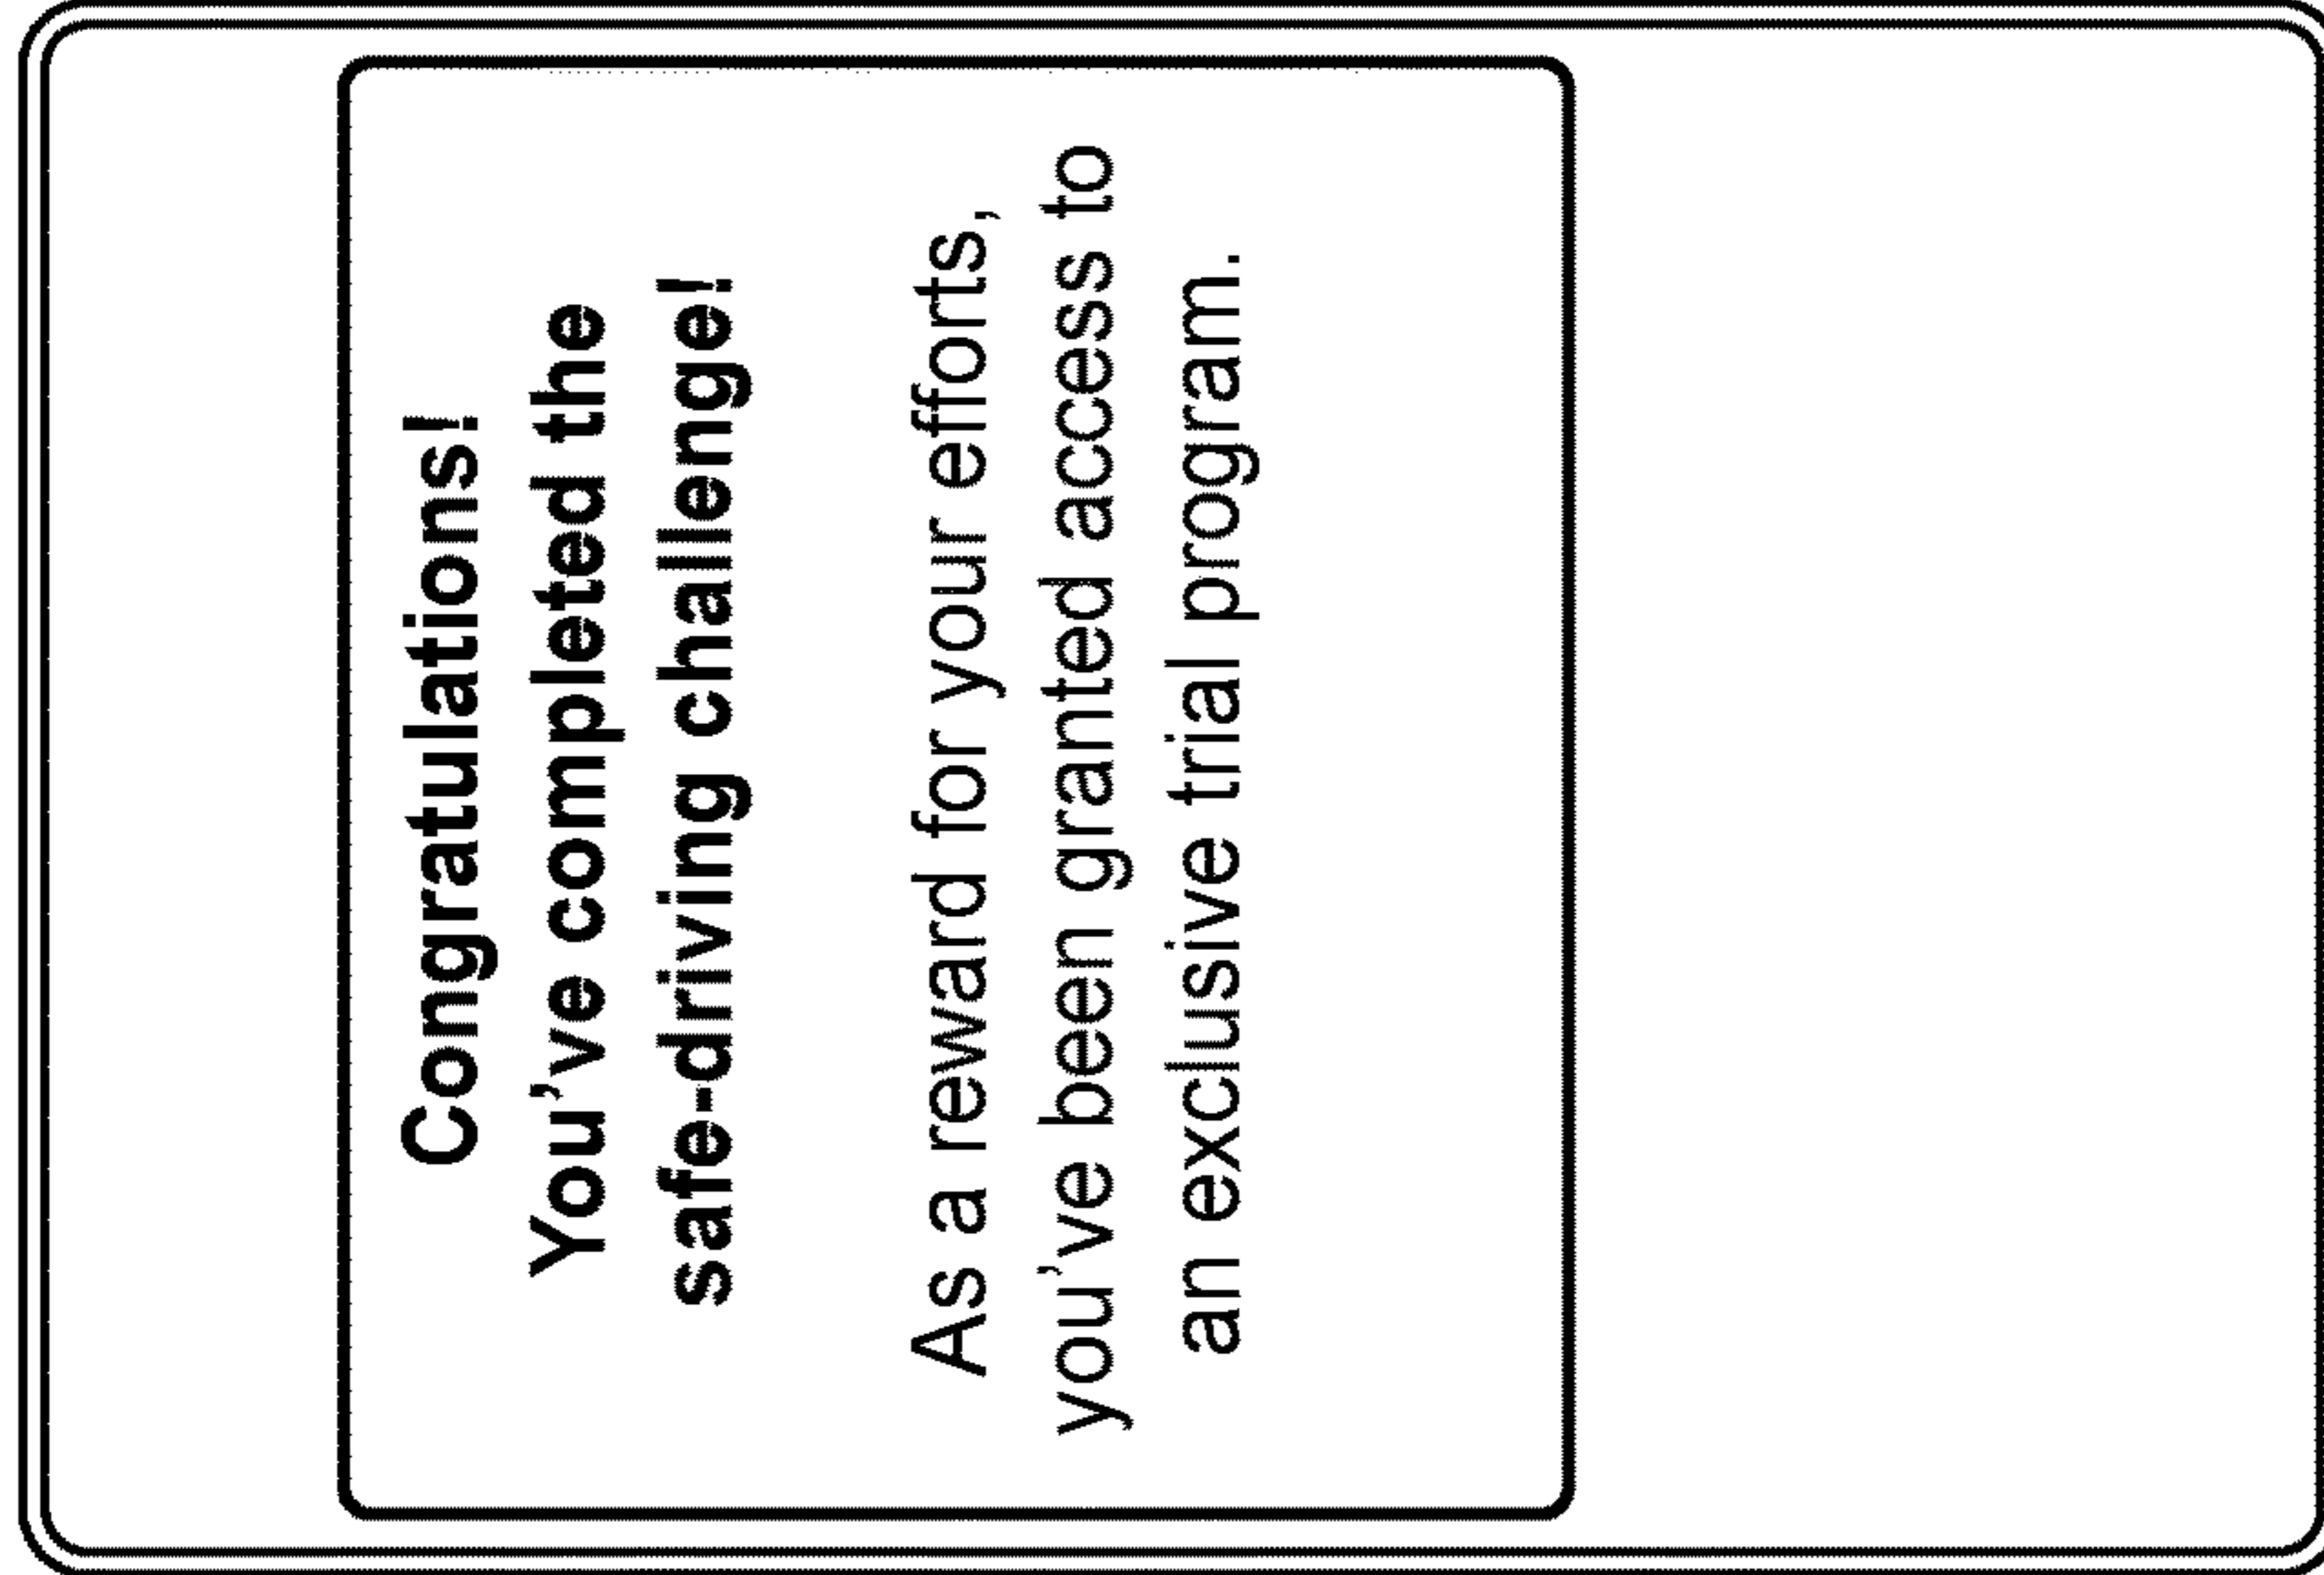 Congratulations!
You've completed the
safe-driving challenge!
As a reward for your efforts,
you've been granted access to
an exclusive trial program.